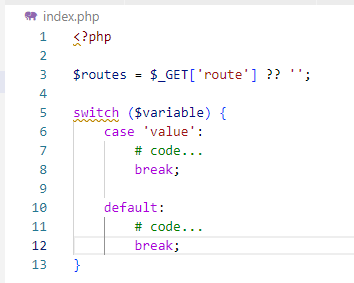 index.php
1 <?php
2
3 $routes = $_GET['route'] ?? '';
4
5 switch ($variable) {
6     case 'value':
7         # code...
8         break;
9
10     default:
11         # code...
12         break;
13 }